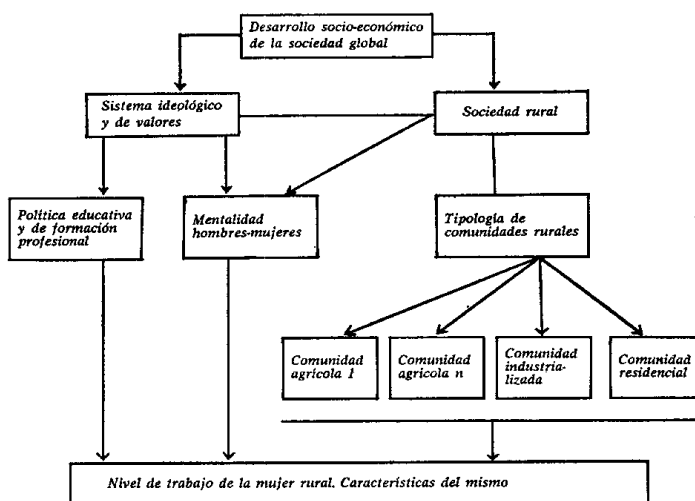 Desarrollo socio-económico
de la sociedad global
Sistema ideológico
y de valores
Sociedad rural
Política educativa
y de formación
profesional
Mentalidad
hombres-mujeres
Tipología de
comunidades rurales
Comunidad
agrícola 1
Comunidad
agrícola n
Comunidad
industria-
lizada
Comunidad
residencial
Nivel de trabajo de la mujer rural. Características del mismo